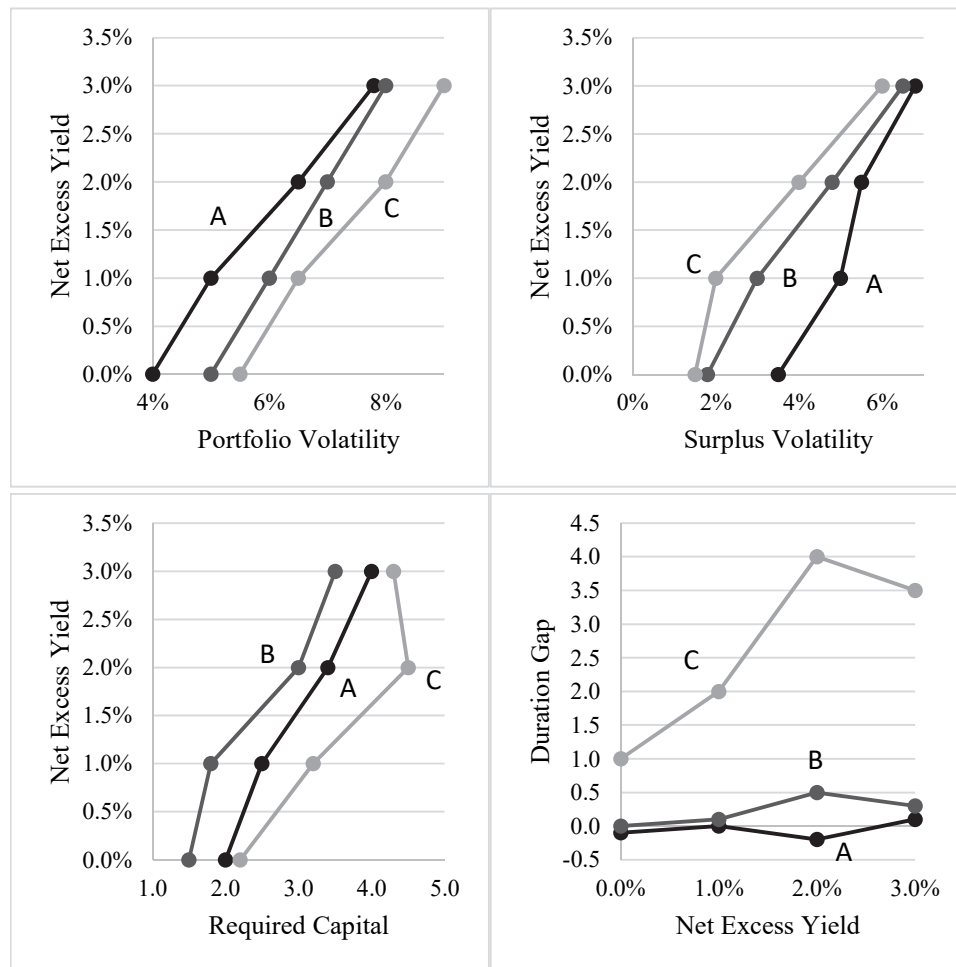 3.5%
3.0%
2.5%
2.0%
1.5%
1.0%
0.5%
0.0%
Net Excess Yield
A
B
C
4% 6% 8%
Portfolio Volatility
3.5%
3.0%
2.5%
2.0%
1.5%
1.0%
0.5%
0.0%
Net Excess Yield
C
B
A
0% 2% 4% 6%
Surplus Volatility
3.5%
3.0%
2.5%
2.0%
1.5%
1.0%
0.5%
0.0%
Net Excess Yield
B
A
C
1.0 2.0 3.0 4.0 5.0
Required Capital
4.5
4.0
3.5
3.0
2.5
2.0
1.5
1.0
0.5
0.0
-0.5
Duration Gap
C
B
A
0.0% 1.0% 2.0% 3.0%
Net Excess Yield